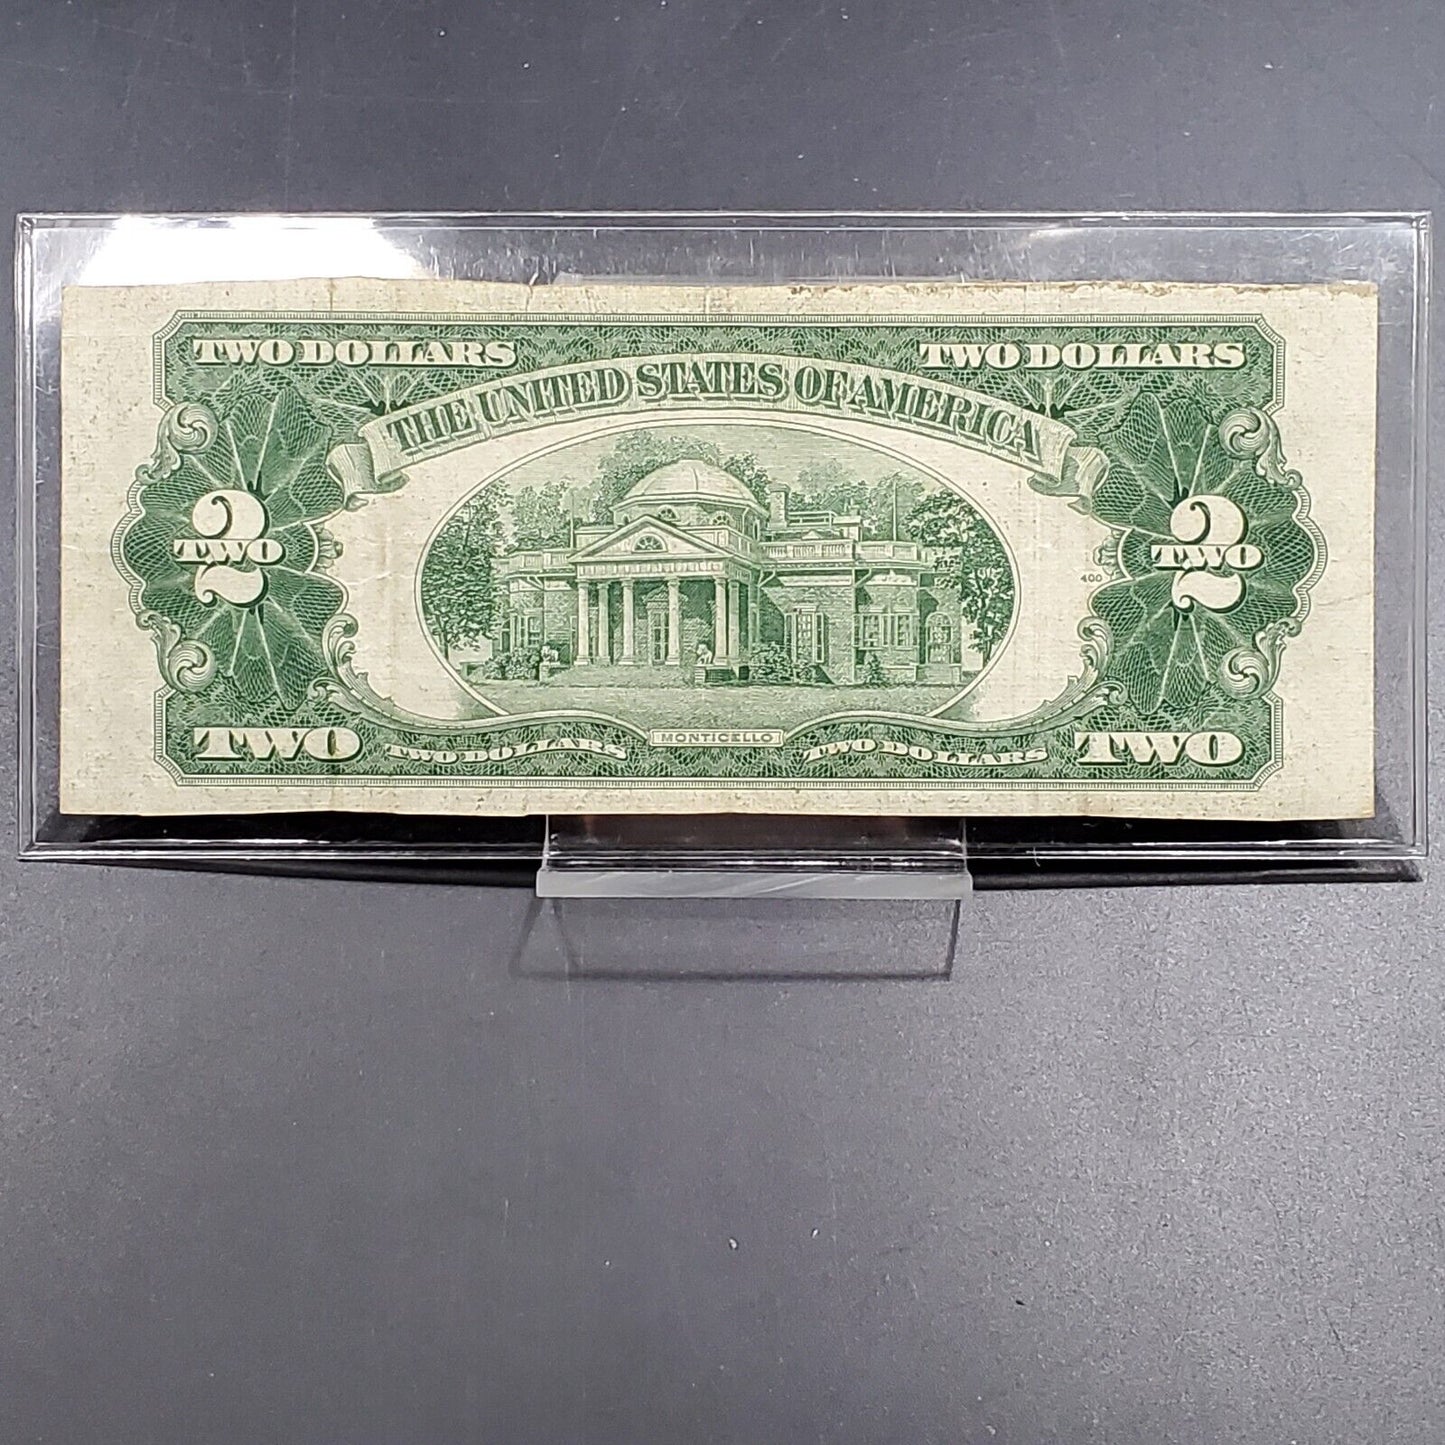 TWO DOLLARS TWO DOLLARS
THE UNITED STATES OF AMERICA
2 2
TWO TWO
400
TWO TWO DOLLARS MONTICELLO TWO DOLLARS TWO